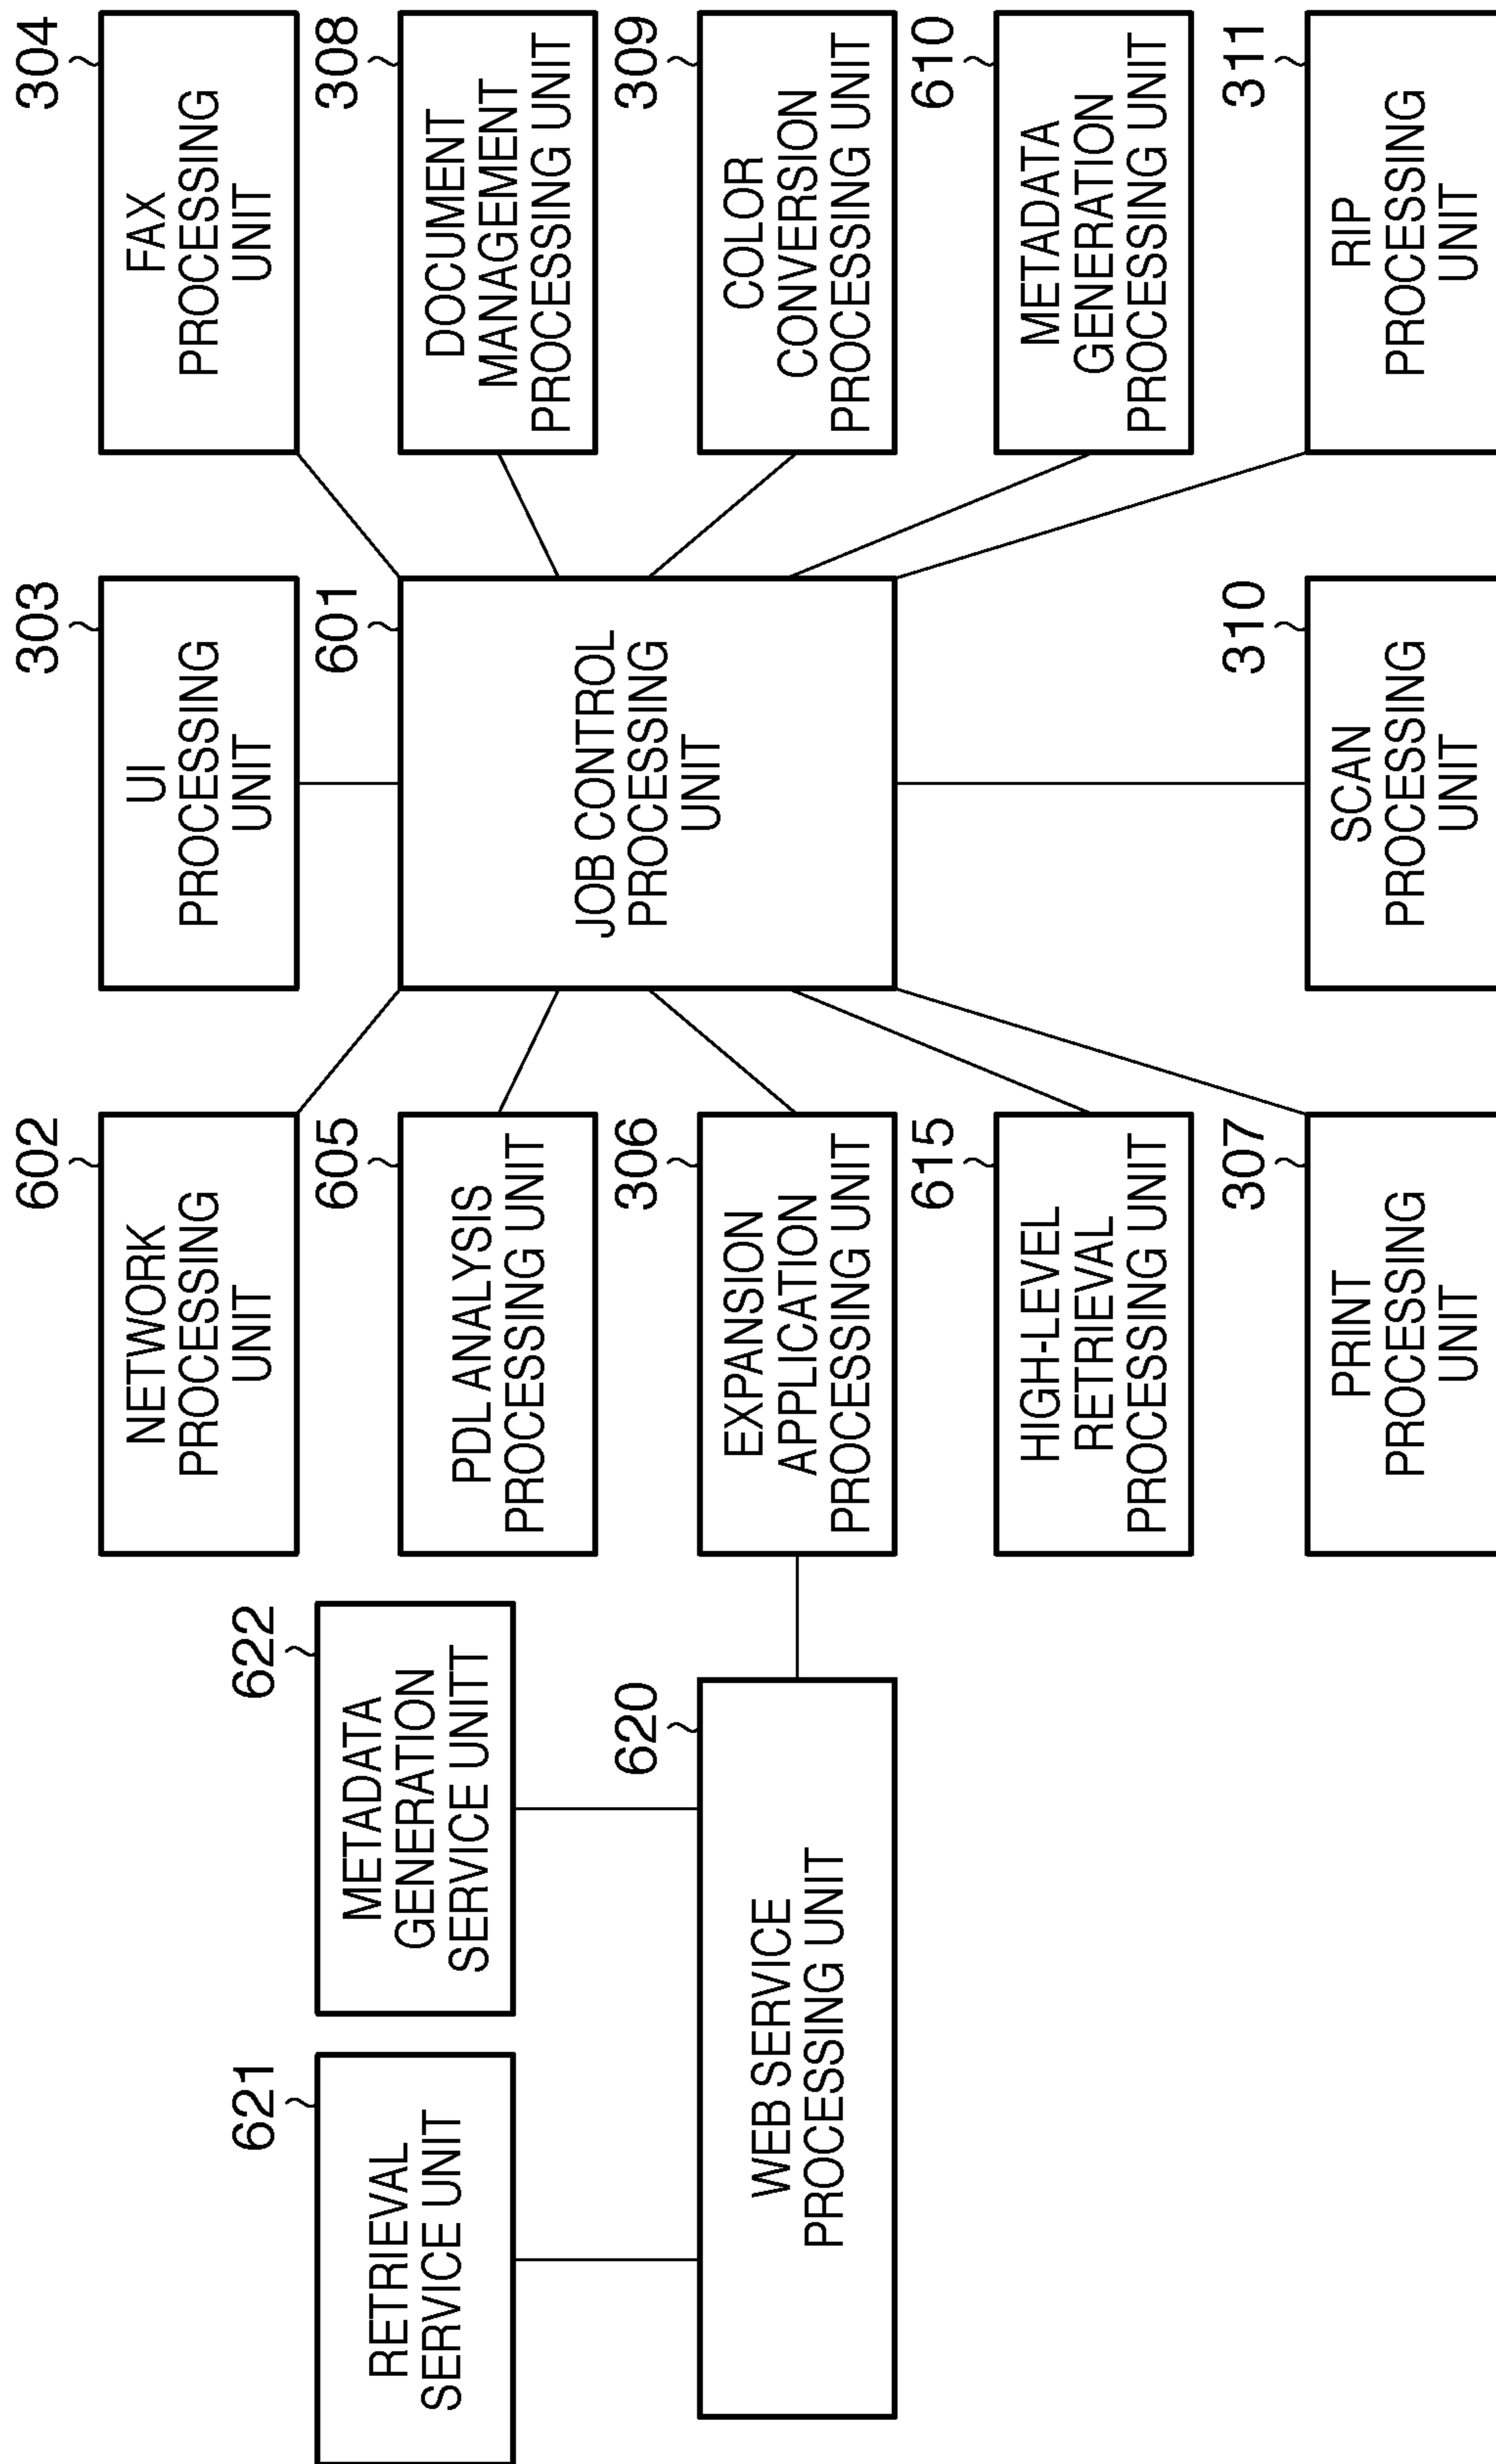 602
NETWORK
PROCESSING
UNIT
303
UI
PROCESSING
UNIT
304
FAX
PROCESSING
UNIT
621
RETRIEVAL
SERVICE UNIT
622
METADATA
GENERATION
SERVICE UNITT
605
PDL ANALYSIS
PROCESSING UNIT
601
JOB CONTROL
PROCESSING
UNIT
308
DOCUMENT
MANAGEMENT
PROCESSING UNIT
620
WEB SERVICE
PROCESSING UNIT
306
EXPANSION
APPLICATION
PROCESSING UNIT
309
COLOR
CONVERSION
PROCESSING UNIT
615
HIGH-LEVEL
RETRIEVAL
PROCESSING UNIT
610
METADATA
GENERATION
PROCESSING UNIT
307
PRINT
PROCESSING
UNIT
310
SCAN
PROCESSING
UNIT
311
RIP
PROCESSING
UNIT